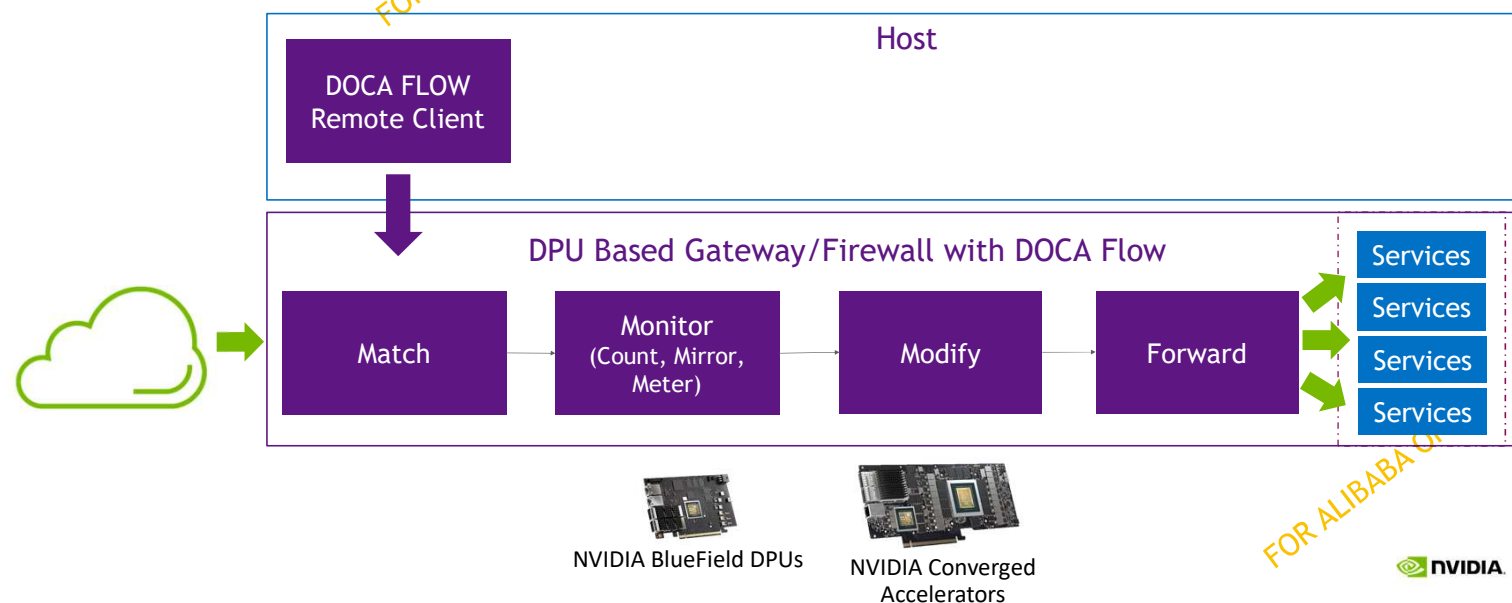 FOR
Host
DOCA FLOW
Remote Client
DPU Based Gateway/Firewall with DOCA Flow
Match
Monitor
(Count, Mirror,
Meter)
Modify
Forward
Services
Services
Services
Services
NVIDIA BlueField DPUs
NVIDIA Converged
Accelerators
FOR ALIBABA
NVIDIA.